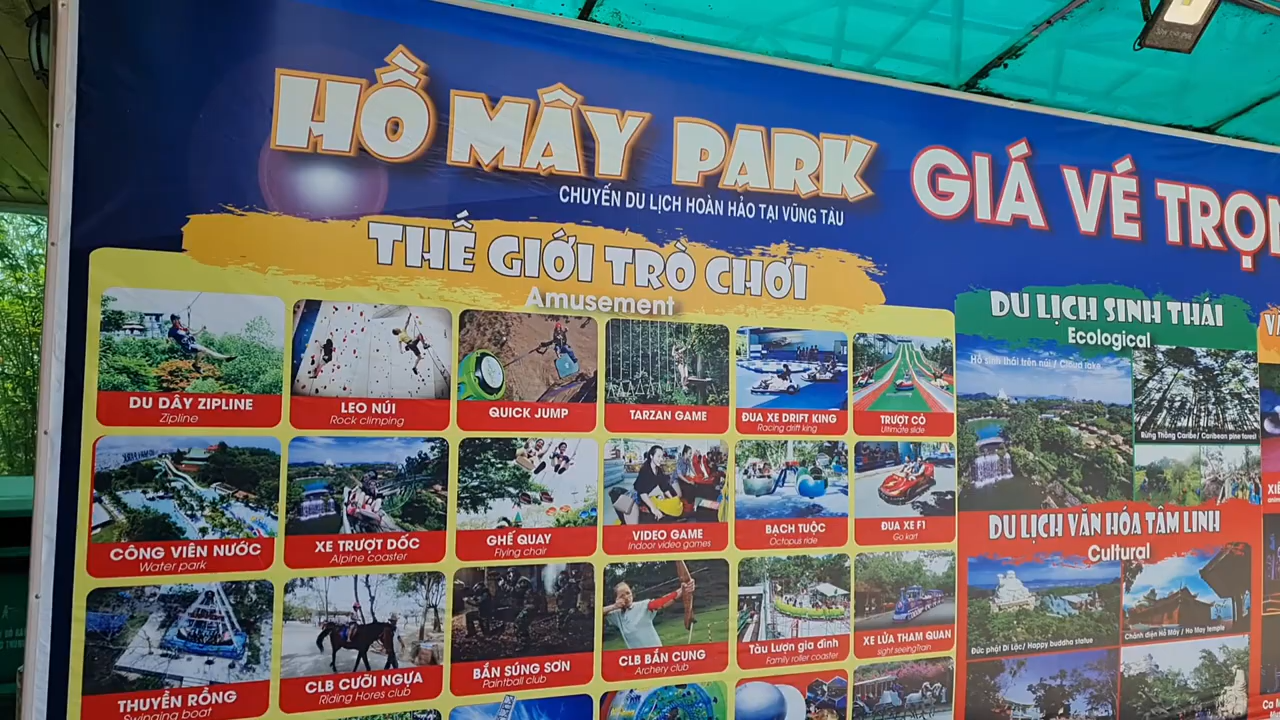 HỒ MÂY PARK
CHUYẾN DU LỊCH HOÀN HẢO TẠI VŨNG TÀU
GIÁ VÉ
THẾ GIỚI TRÒ CHƠI
Amusement
DU DÂY ZIPLINE
Zipline
LEO NÚI
Rock climping
QUICK JUMP
TARZAN GAME
ĐUA XE DRIFT KING
Racing drift king
TRƯỢT CỎ
Ultimate slide
CÔNG VIÊN NƯỚC
Water park
XE TRƯỢT DỐC
Alpine coaster
GHẾ QUAY
Flying chair
VIDEO GAME
Indoor video games
BẠCH TUỘC
Octopus ride
ĐUA XE F1
Go kart
THUYỀN RỒNG
Swinging boat
CLB CƯỠI NGỰA
Riding Hores club
BẮN SÚNG SƠN
Paintball club
CLB BẮN CUNG
Archery club
Tàu Lượn gia đình
Family roller coaster
XE LỬA THAM QUAN
sight seeingTrain
DU LỊCH SINH THÁI
Ecological
Hồ sinh thái trên núi / Cloud lake
Rừng Thông Caribe / Caribean pine forest
DU LỊCH VĂN HÓA TÂM LINH
Cultural
Đức phật Di Lặc / Happy buddha statue
Chánh điện Hồ Mây / Ho May temple